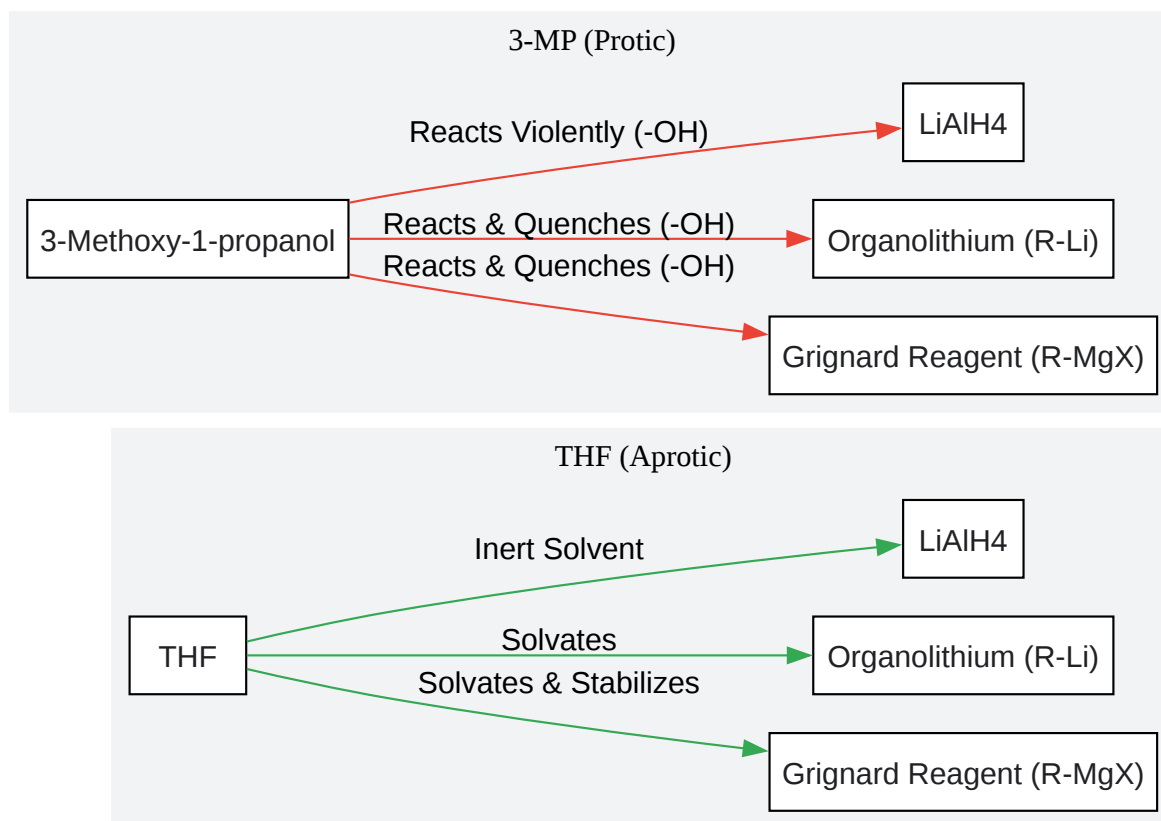 3-MP (Protic)
Reacts Violently (-OH)
LiAlH4
3-Methoxy-1-propanol
Reacts & Quenches (-OH)
Organolithium (R-Li)
Reacts & Quenches (-OH)
Grignard Reagent (R-MgX)
THF (Aprotic)
Inert Solvent
LiAlH4
THF
Solvates
Organolithium (R-Li)
Solvates & Stabilizes
Grignard Reagent (R-MgX)